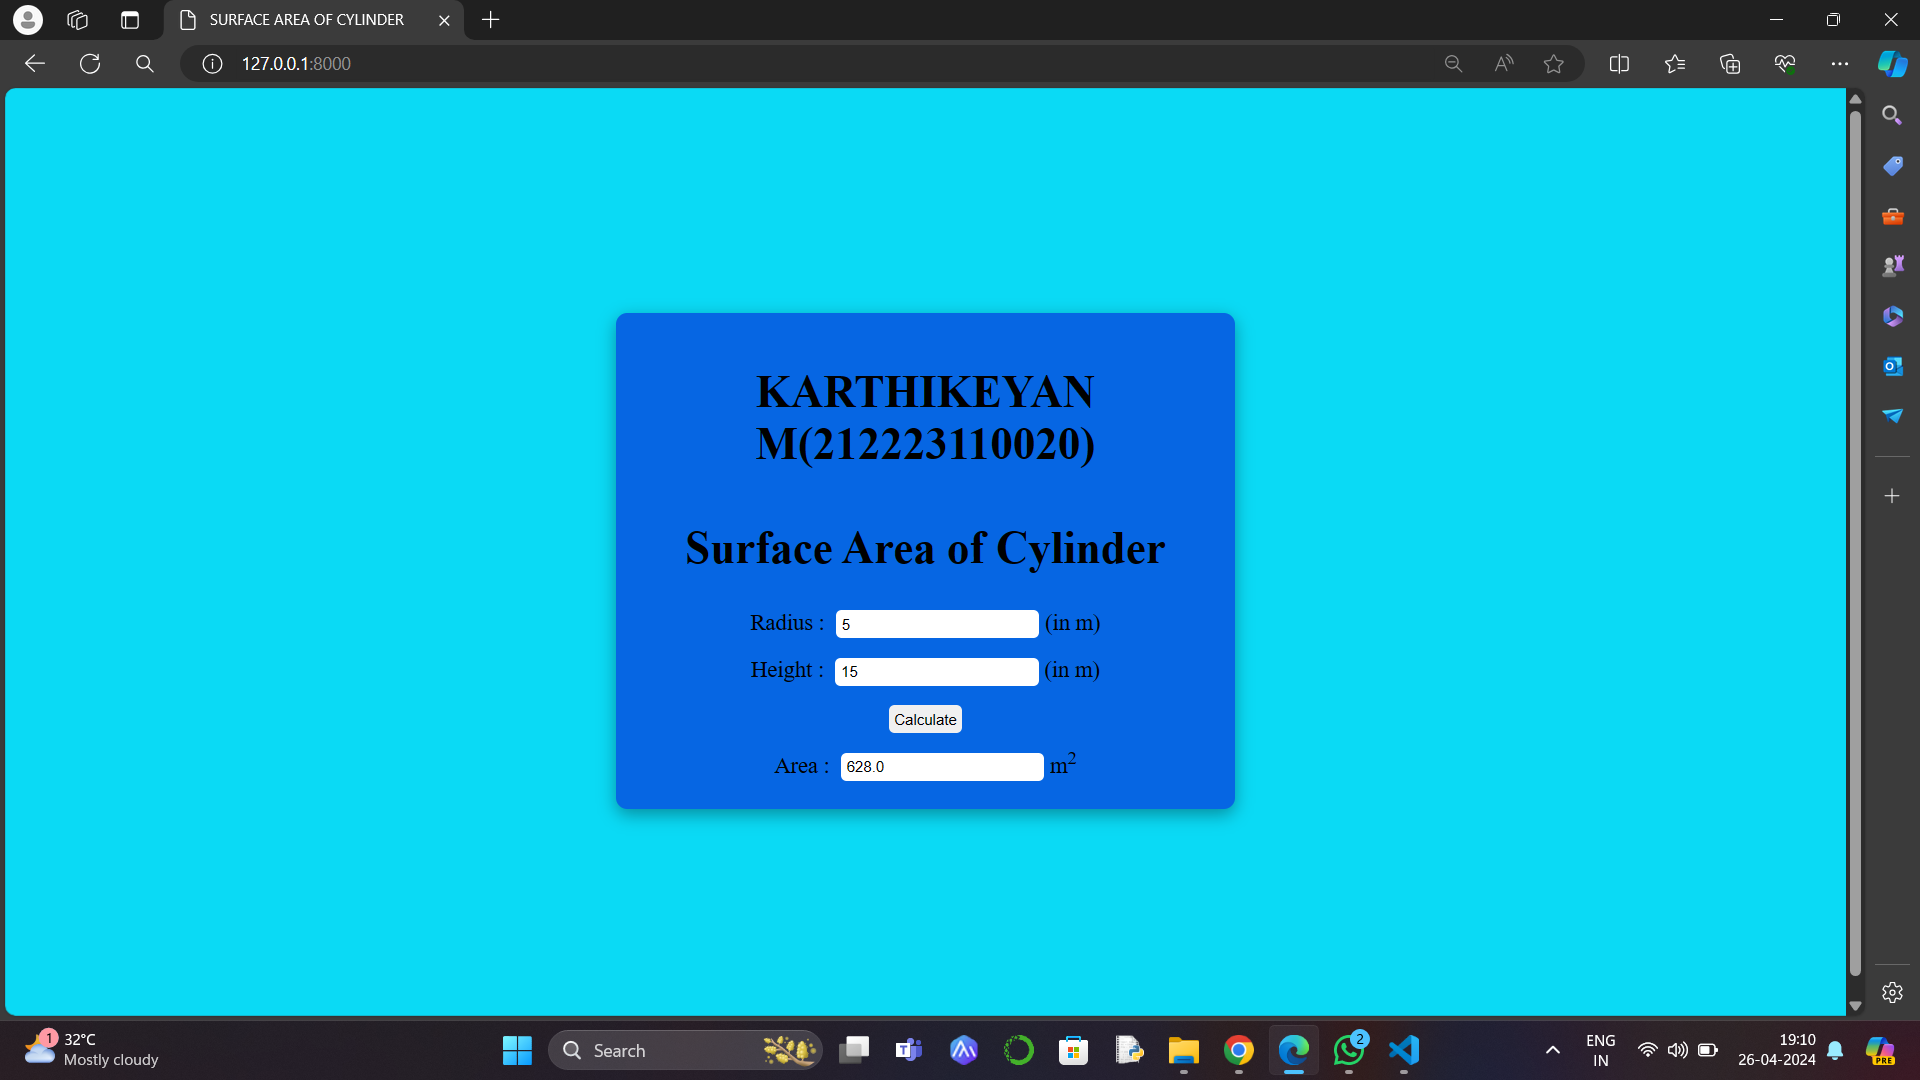 SURFACE AREA OF CYLINDER
127.0.0.1:8000
KARTHIKEYAN
M(212223110020)
Surface Area of Cylinder
Radius : 5 (in m)
Height : 15 (in m)
Calculate
Area : 628.0 m²
1
32°C
Mostly cloudy
Search
2
ENG
IN
19:10
26-04-2024
PRE